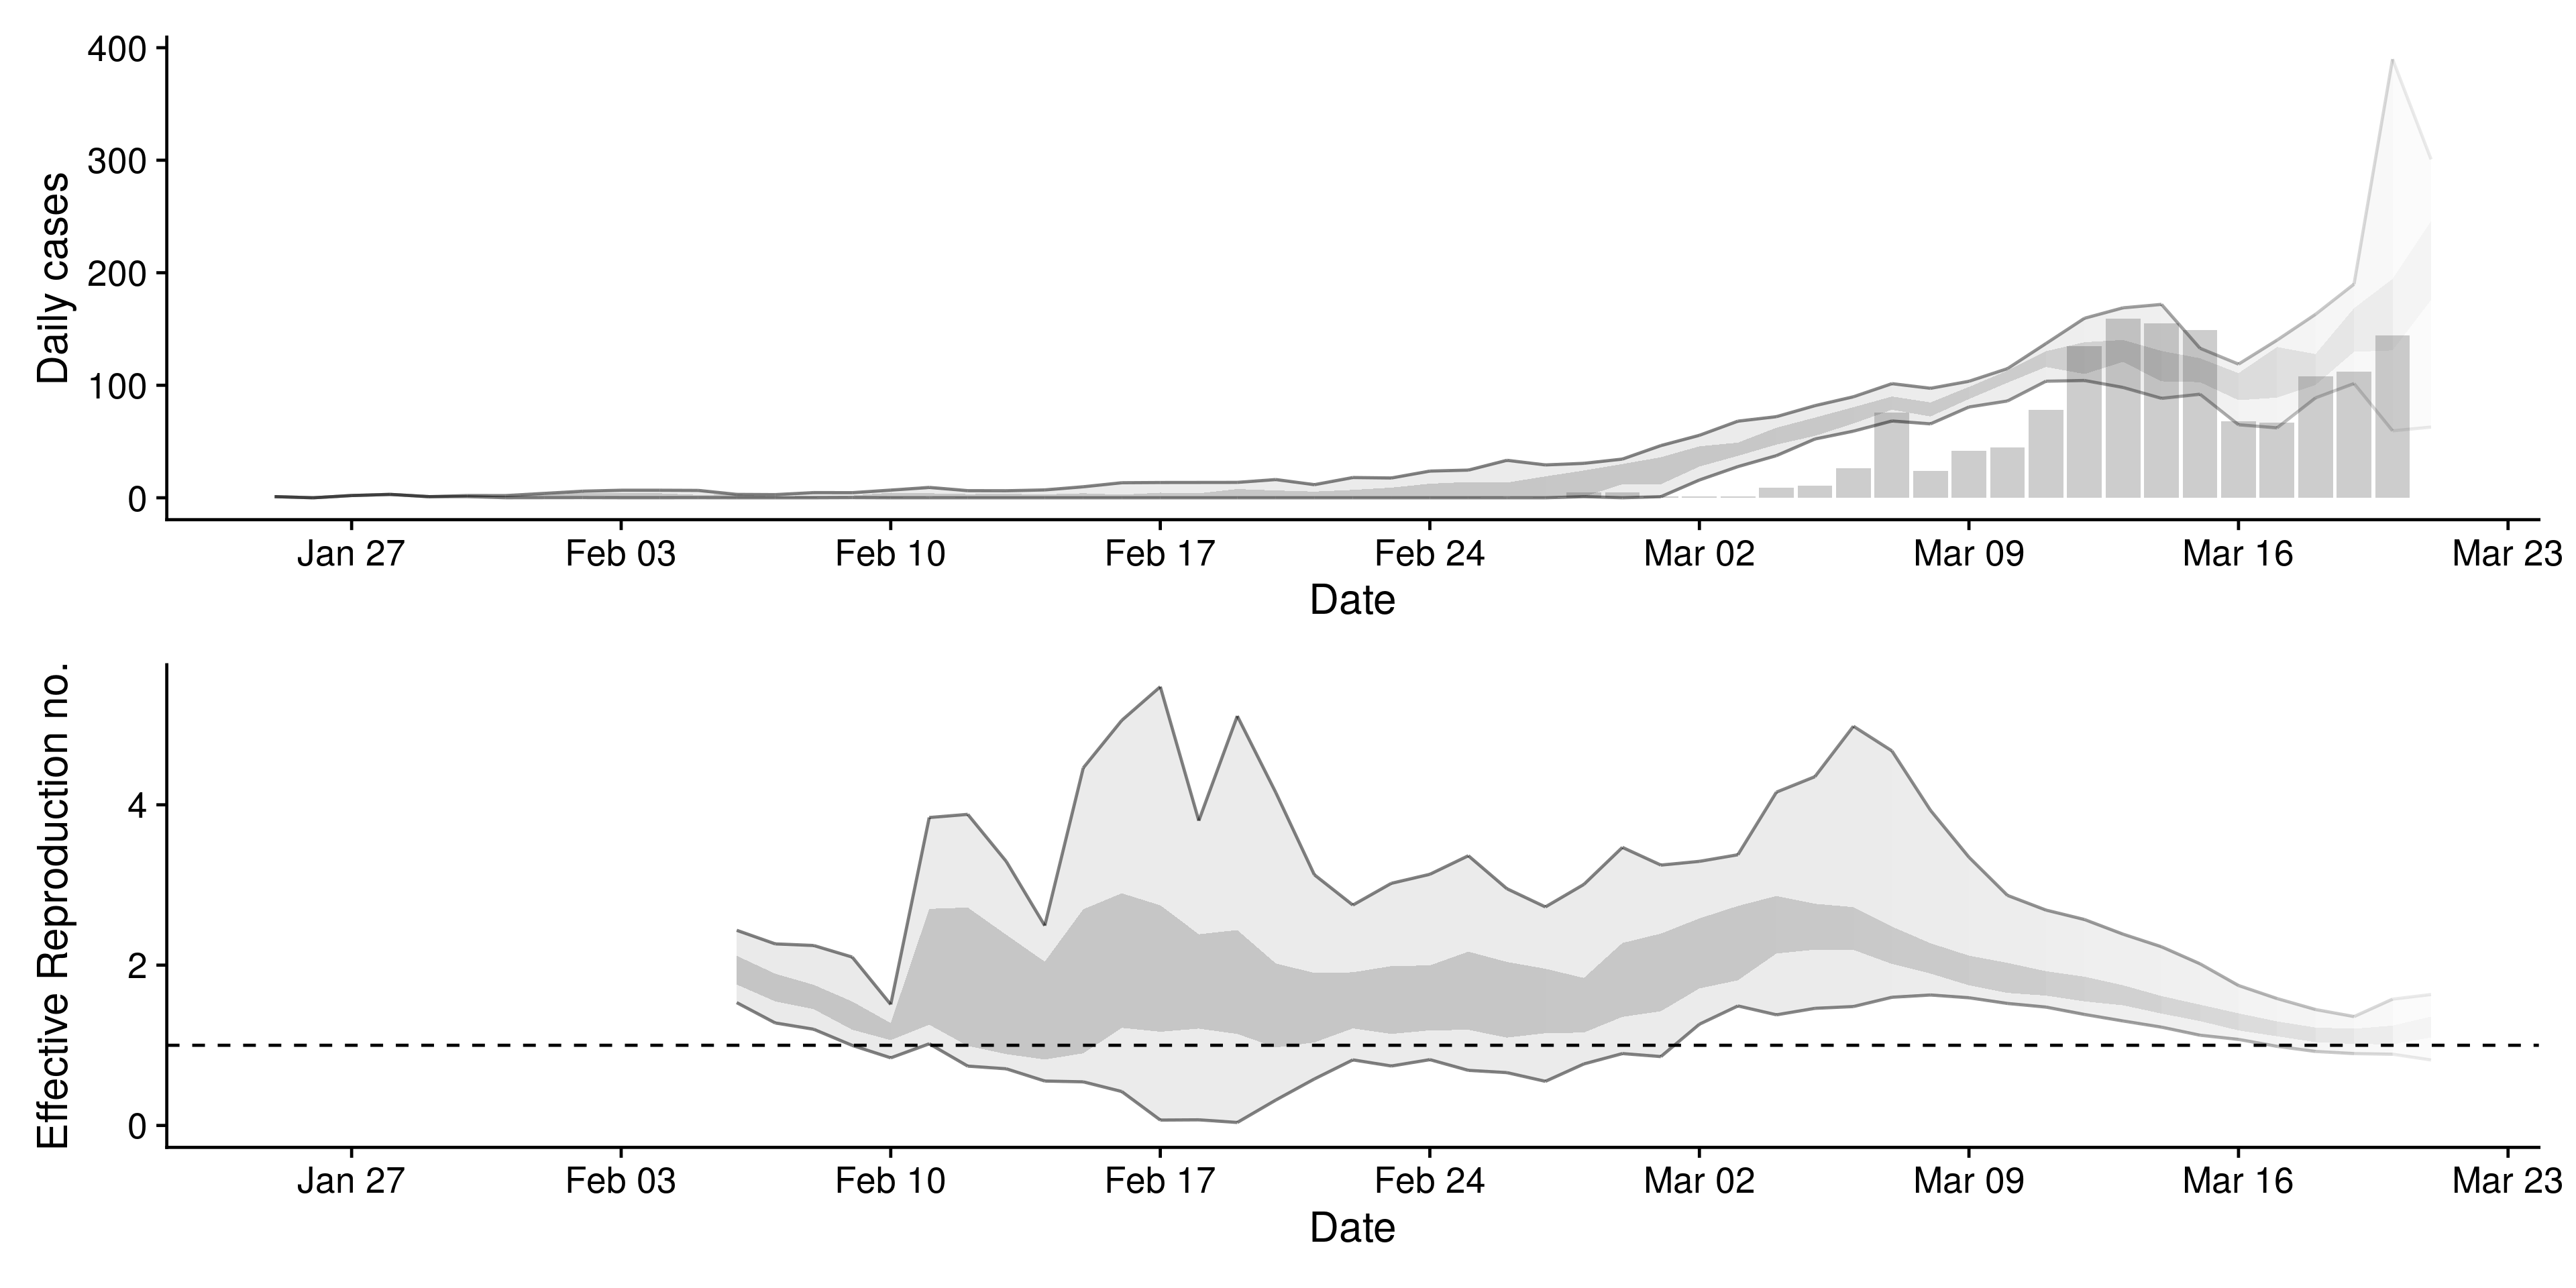 Daily cases
400
300
200
100
0
Jan 27 Feb 03 Feb 10 Feb 17 Feb 24 Mar 02 Mar 09 Mar 16 Mar 23
Date
Effective Reproduction no.
4
2
0
Jan 27 Feb 03 Feb 10 Feb 17 Feb 24 Mar 02 Mar 09 Mar 16 Mar 23
Date